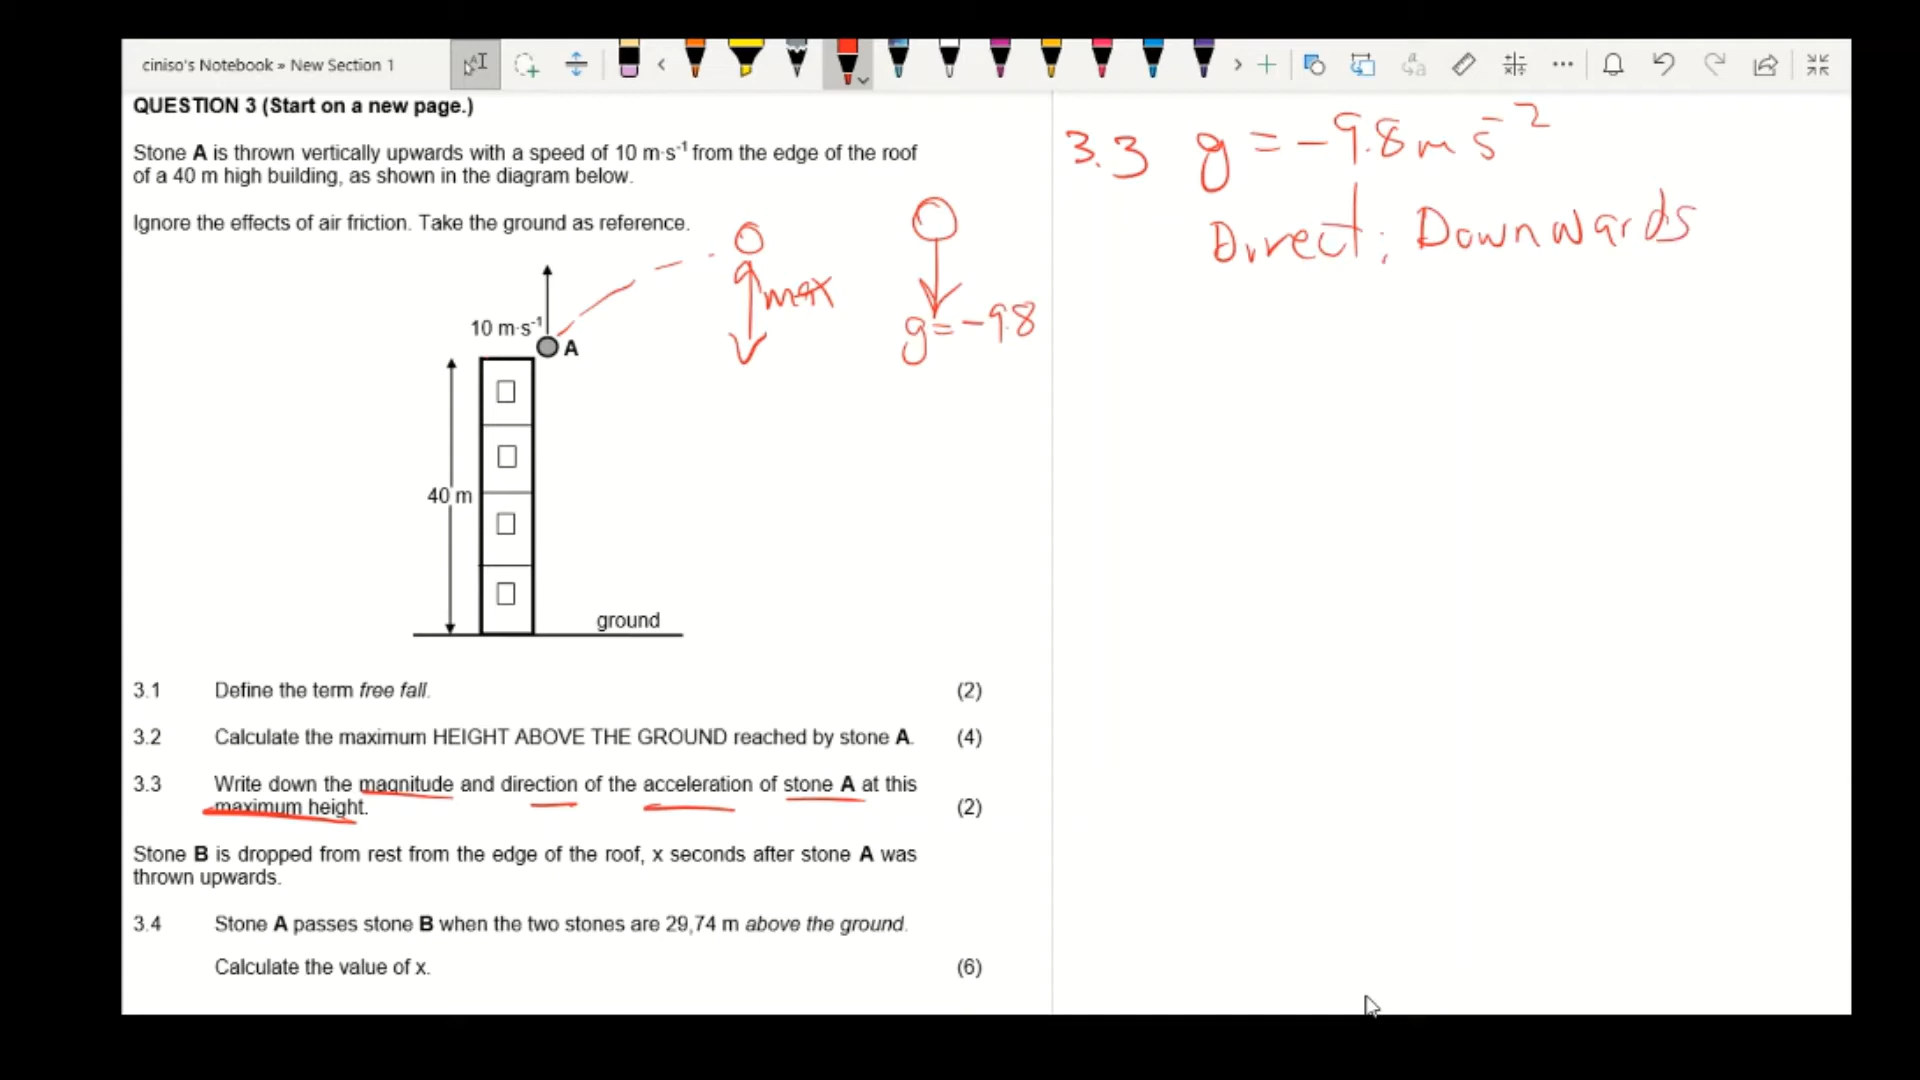 ciniso's Notebook » New Section 1
QUESTION 3 (Start on a new page.)
Stone A is thrown vertically upwards with a speed of 10 m·s⁻¹ from the edge of the roof
of a 40 m high building, as shown in the diagram below.
Ignore the effects of air friction. Take the ground as reference.
10 m·s⁻¹
A
40 m
ground
max
g=-9.8
3.1 Define the term free fall. (2)
3.2 Calculate the maximum HEIGHT ABOVE THE GROUND reached by stone A. (4)
3.3 Write down the magnitude and direction of the acceleration of stone A at this
maximum height. (2)
Stone B is dropped from rest from the edge of the roof, x seconds after stone A was
thrown upwards.
3.4 Stone A passes stone B when the two stones are 29,74 m above the ground.
Calculate the value of x. (6)
3.3 g = -9.8 m s⁻²
Direct: Downwards